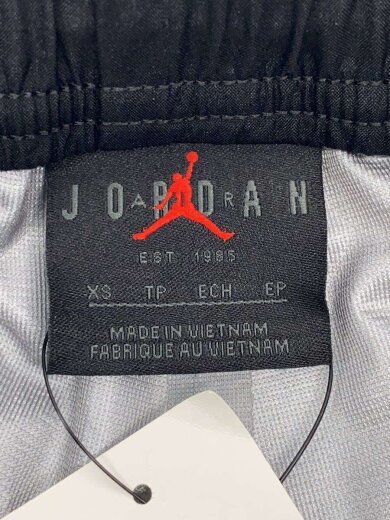 JORDAN
AIR
EST 1985
XS TP ECH EP
MADE IN VIETNAM
FABRIQUE AU VIETNAM